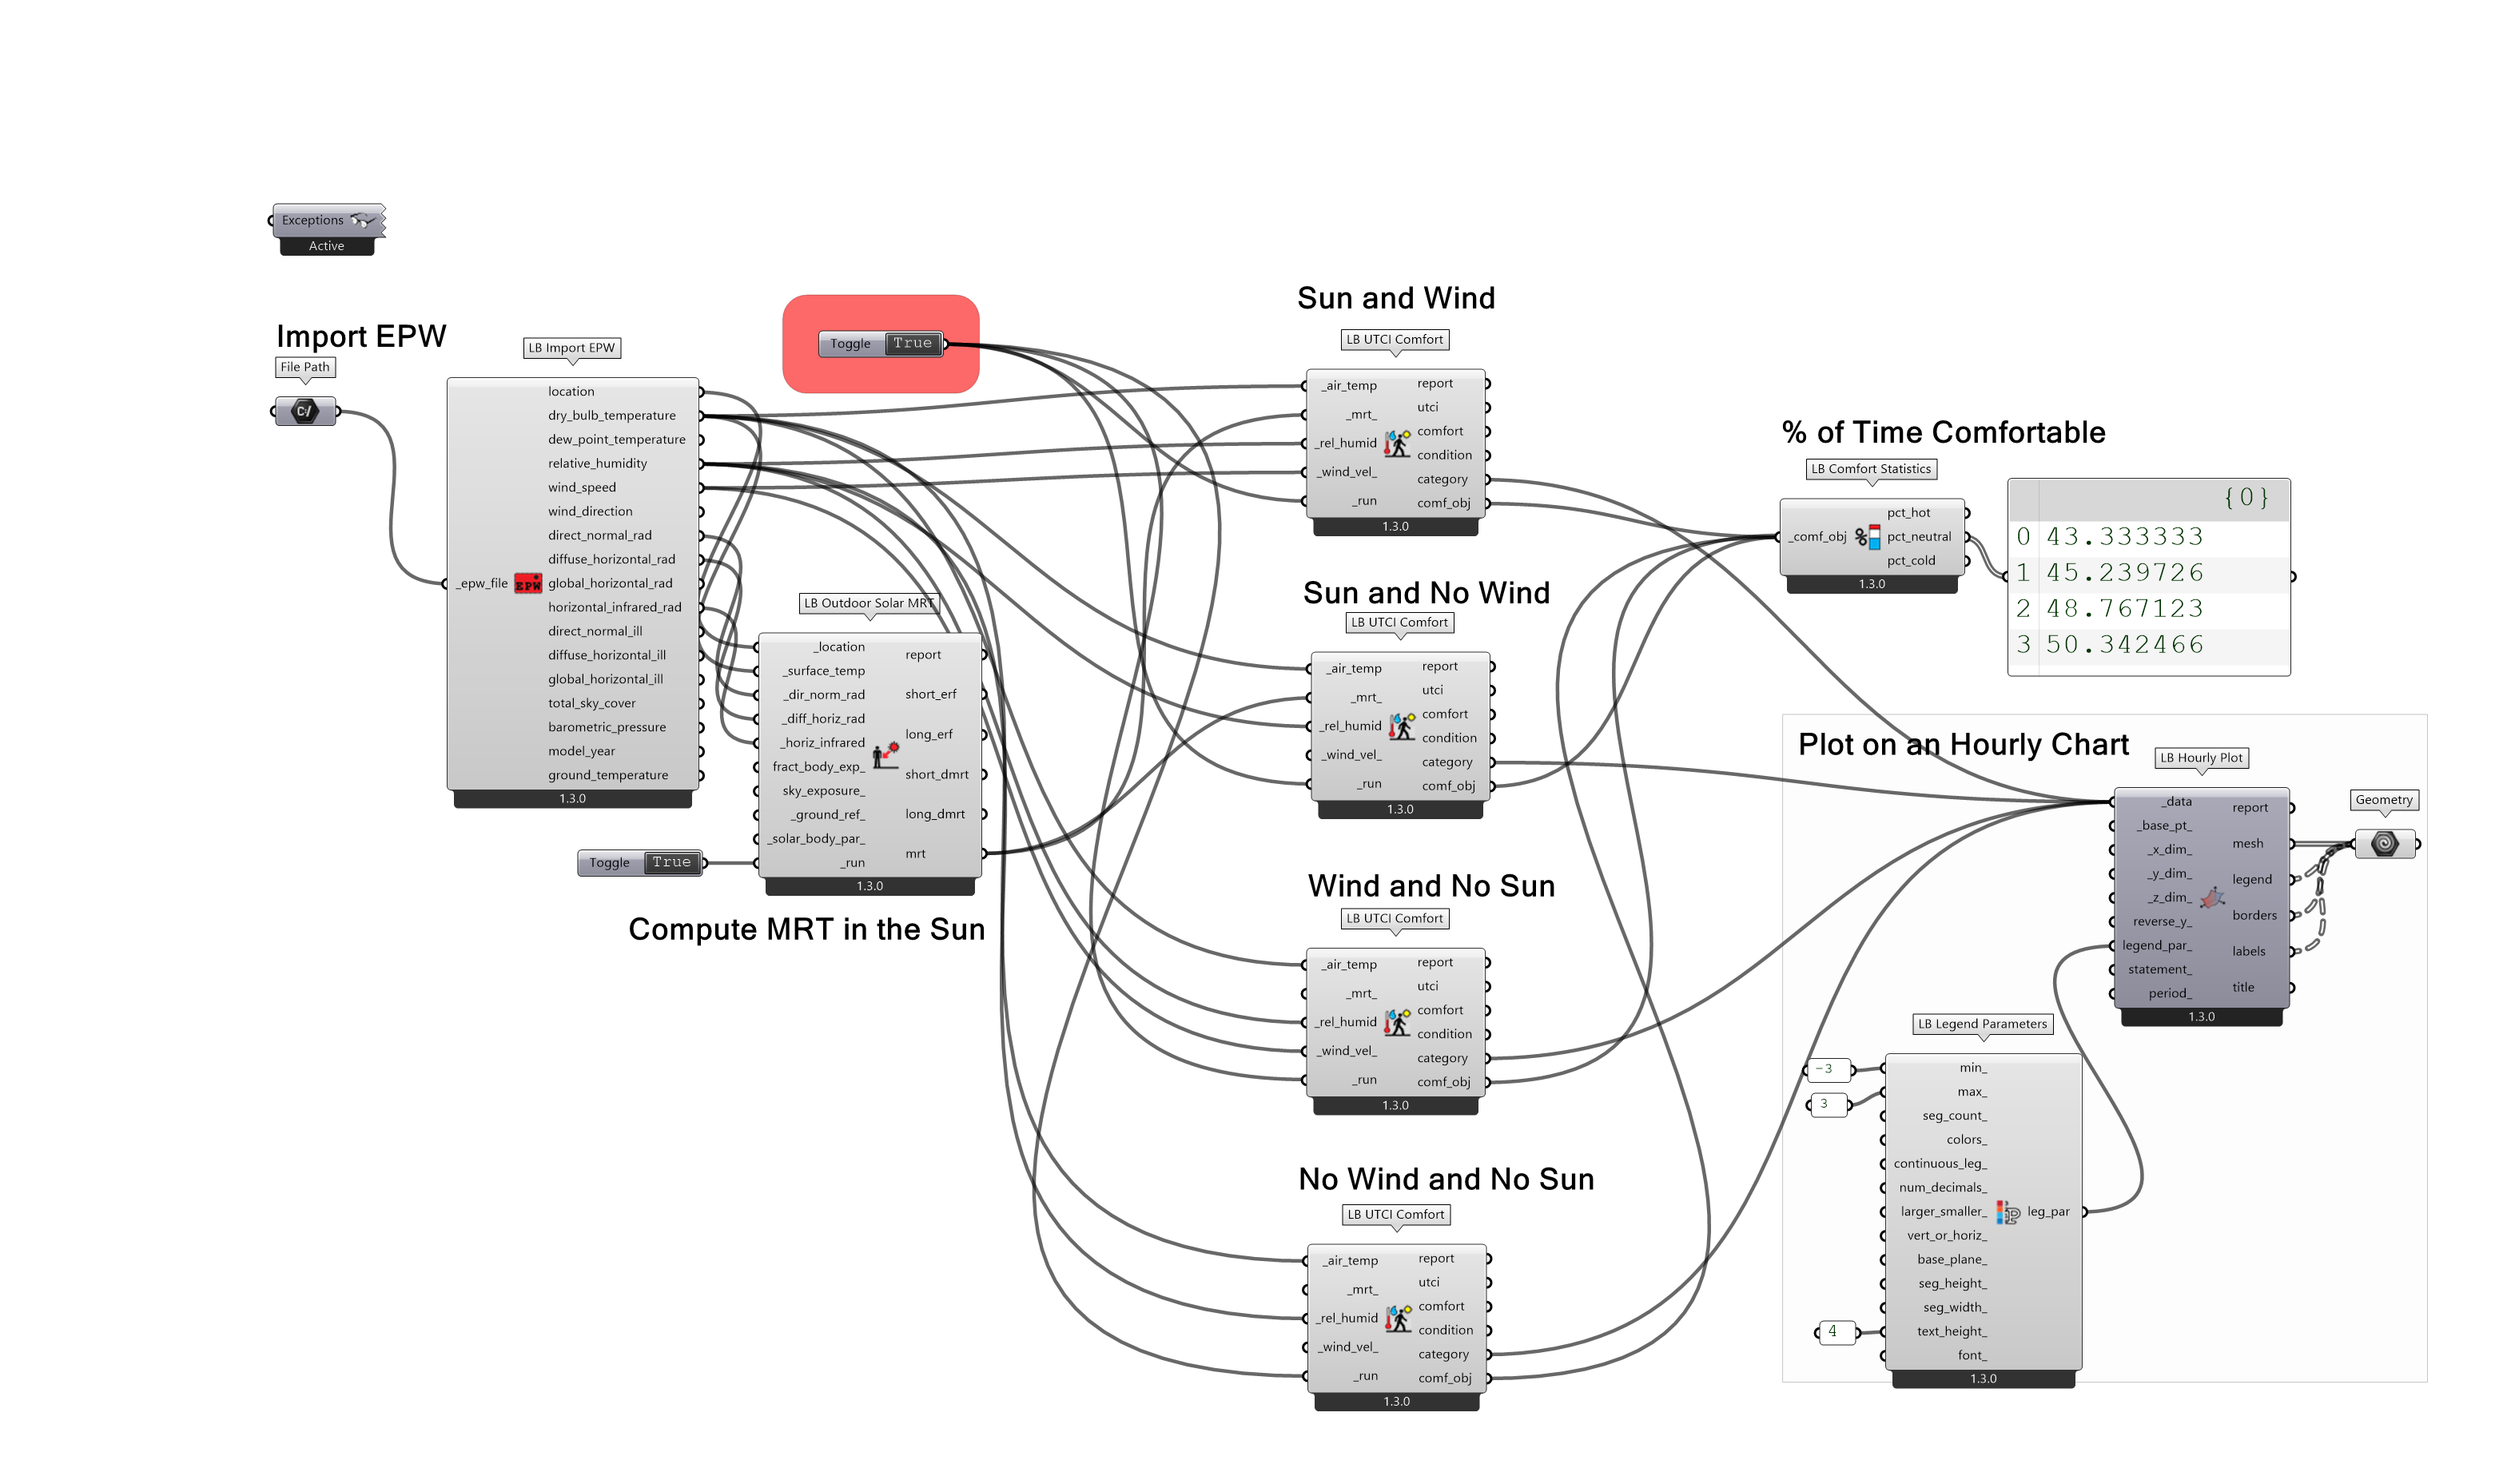 Exceptions
Active
Import EPW
File Path
C:/
LB Import EPW
_epw_file
EPW
location
dry_bulb_temperature
dew_point_temperature
relative_humidity
wind_speed
wind_direction
direct_normal_rad
diffuse_horizontal_rad
global_horizontal_rad
horizontal_infrared_rad
direct_normal_ill
diffuse_horizontal_ill
global_horizontal_ill
total_sky_cover
barometric_pressure
model_year
ground_temperature
1.3.0
Toggle True
Toggle True
LB Outdoor Solar MRT
_location
_surface_temp
_dir_norm_rad
_diff_horiz_rad
_horiz_infrared
fract_body_exp_
sky_exposure_
_ground_ref_
_solar_body_par_
_run
report
short_erf
long_erf
short_dmrt
long_dmrt
mrt
1.3.0
Compute MRT in the Sun
Sun and Wind
LB UTCI Comfort
_air_temp
_mrt_
_rel_humid
_wind_vel_
_run
report
utci
comfort
condition
category
comf_obj
1.3.0
Sun and No Wind
LB UTCI Comfort
_air_temp
_mrt_
_rel_humid
_wind_vel_
_run
report
utci
comfort
condition
category
comf_obj
1.3.0
Wind and No Sun
LB UTCI Comfort
_air_temp
_mrt_
_rel_humid
_wind_vel_
_run
report
utci
comfort
condition
category
comf_obj
1.3.0
No Wind and No Sun
LB UTCI Comfort
_air_temp
_mrt_
_rel_humid
_wind_vel_
_run
report
utci
comfort
condition
category
comf_obj
1.3.0
% of Time Comfortable
LB Comfort Statistics
_comf_obj
%
pct_hot
pct_neutral
pct_cold
1.3.0
{0}
0 43.333333
1 45.239726
2 48.767123
3 50.342466
Plot on an Hourly Chart
LB Hourly Plot
_data
_base_pt_
_x_dim_
_y_dim_
_z_dim_
reverse_y_
legend_par_
statement_
period_
report
mesh
legend
borders
labels
title
1.3.0
Geometry
LB Legend Parameters
-3
3
4
min_
max_
seg_count_
colors_
continuous_leg_
num_decimals_
larger_smaller_
vert_or_horiz_
base_plane_
seg_height_
seg_width_
text_height_
font_
P
leg_par
1.3.0